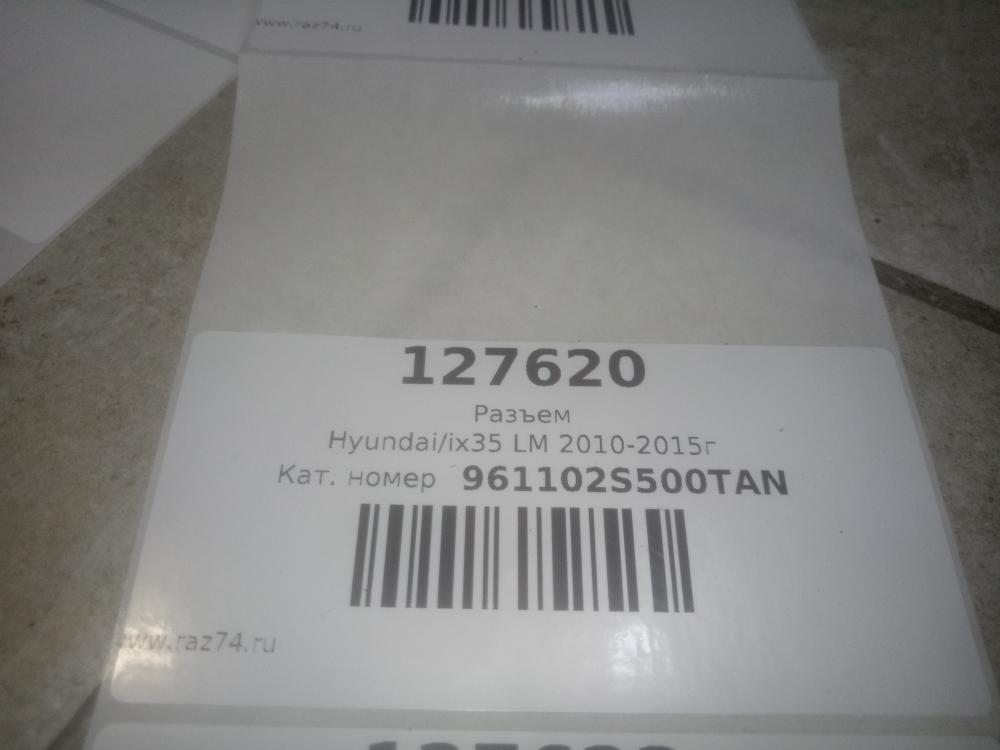 www.raz74.ru
127620
Разъем
Hyundai/ix35 LM 2010-2015г
Кат. номер 961102S500TAN
www.raz74.ru